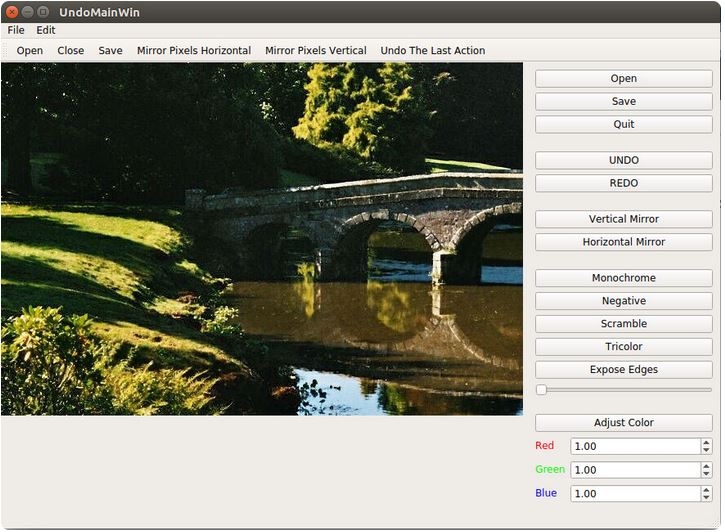 UndoMainWin
File Edit
Open Close Save Mirror Pixels Horizontal Mirror Pixels Vertical Undo The Last Action
Open
Save
Quit
UNDO
REDO
Vertical Mirror
Horizontal Mirror
Monochrome
Negative
Scramble
Tricolor
Expose Edges
Adjust Color
Red 1.00
Green 1.00
Blue 1.00